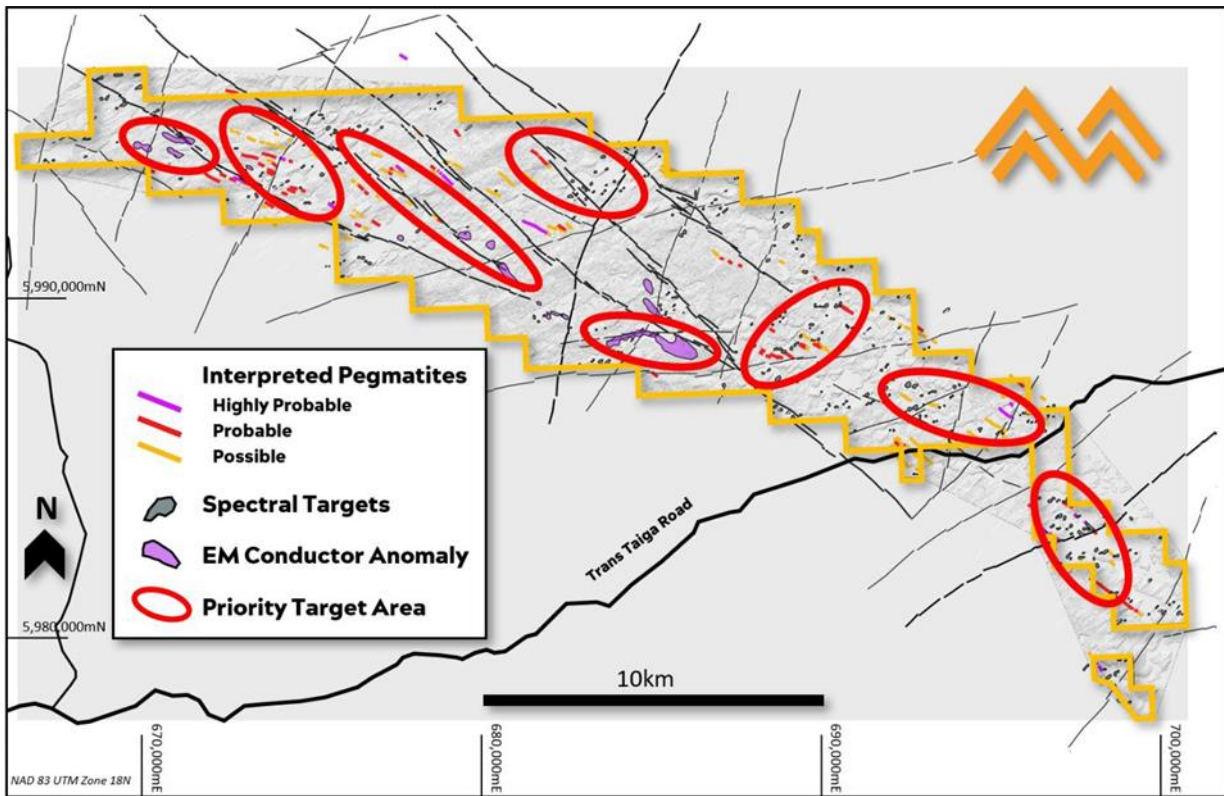 5,990,000mN
Interpreted Pegmatites
Highly Probable
Probable
Possible
Spectral Targets
EM Conductor Anomaly
Priority Target Area
N
Trans Taiga Road
5,980,000mN
10km
670,000mE
680,000mE
690,000mE
700,000mE
NAD 83 UTM Zone 18N